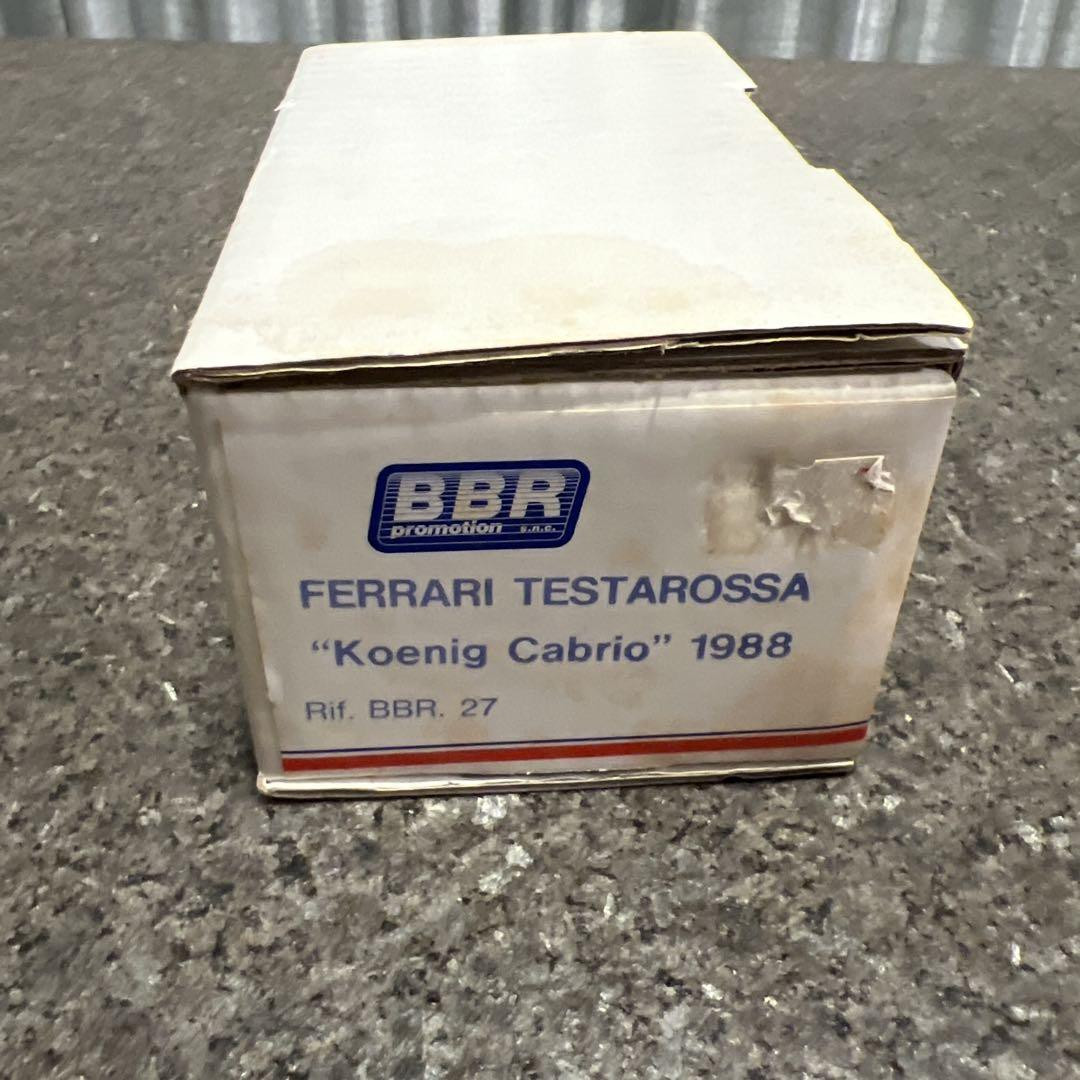 BBR
promotion s.n.c.
FERRARI TESTAROSSA
“Koenig Cabrio” 1988
Rif. BBR. 27